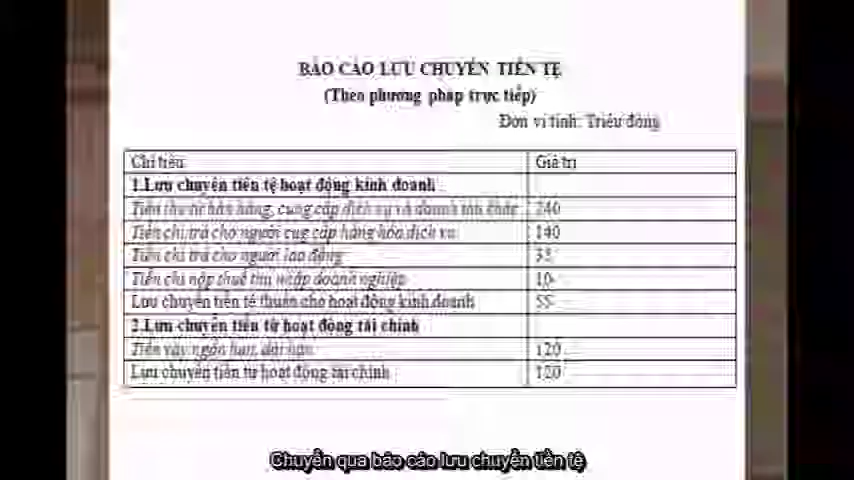 BÁO CÁO LƯU CHUYỂN TIỀN TỆ
(Theo phương pháp trực tiếp)
Đơn vị tính: Triệu đồng
Chỉ tiêu Giá trị
1.Lưu chuyển tiền tệ hoạt động kinh doanh
Tiền thu từ bán hàng, cung cấp dịch vụ và doanh thu khác 240
Tiền chi trả cho người cug cấp hàng hóa dịch vụ 140
Tiền chi trả cho người lao động
Tiền chi nộp thuế thu nhập doanh nghiệp 10
Lưu chuyển tiền tệ thuần cho hoạt động kinh doanh 55
2.Lưu chuyển tiền từ hoạt động tài chính
Tiền vay ngắn hạn, dài hạn 120
Lưu chuyển tiền từ hoạt động tài chính 120
Chuyển qua báo cáo lưu chuyển tiền tệ